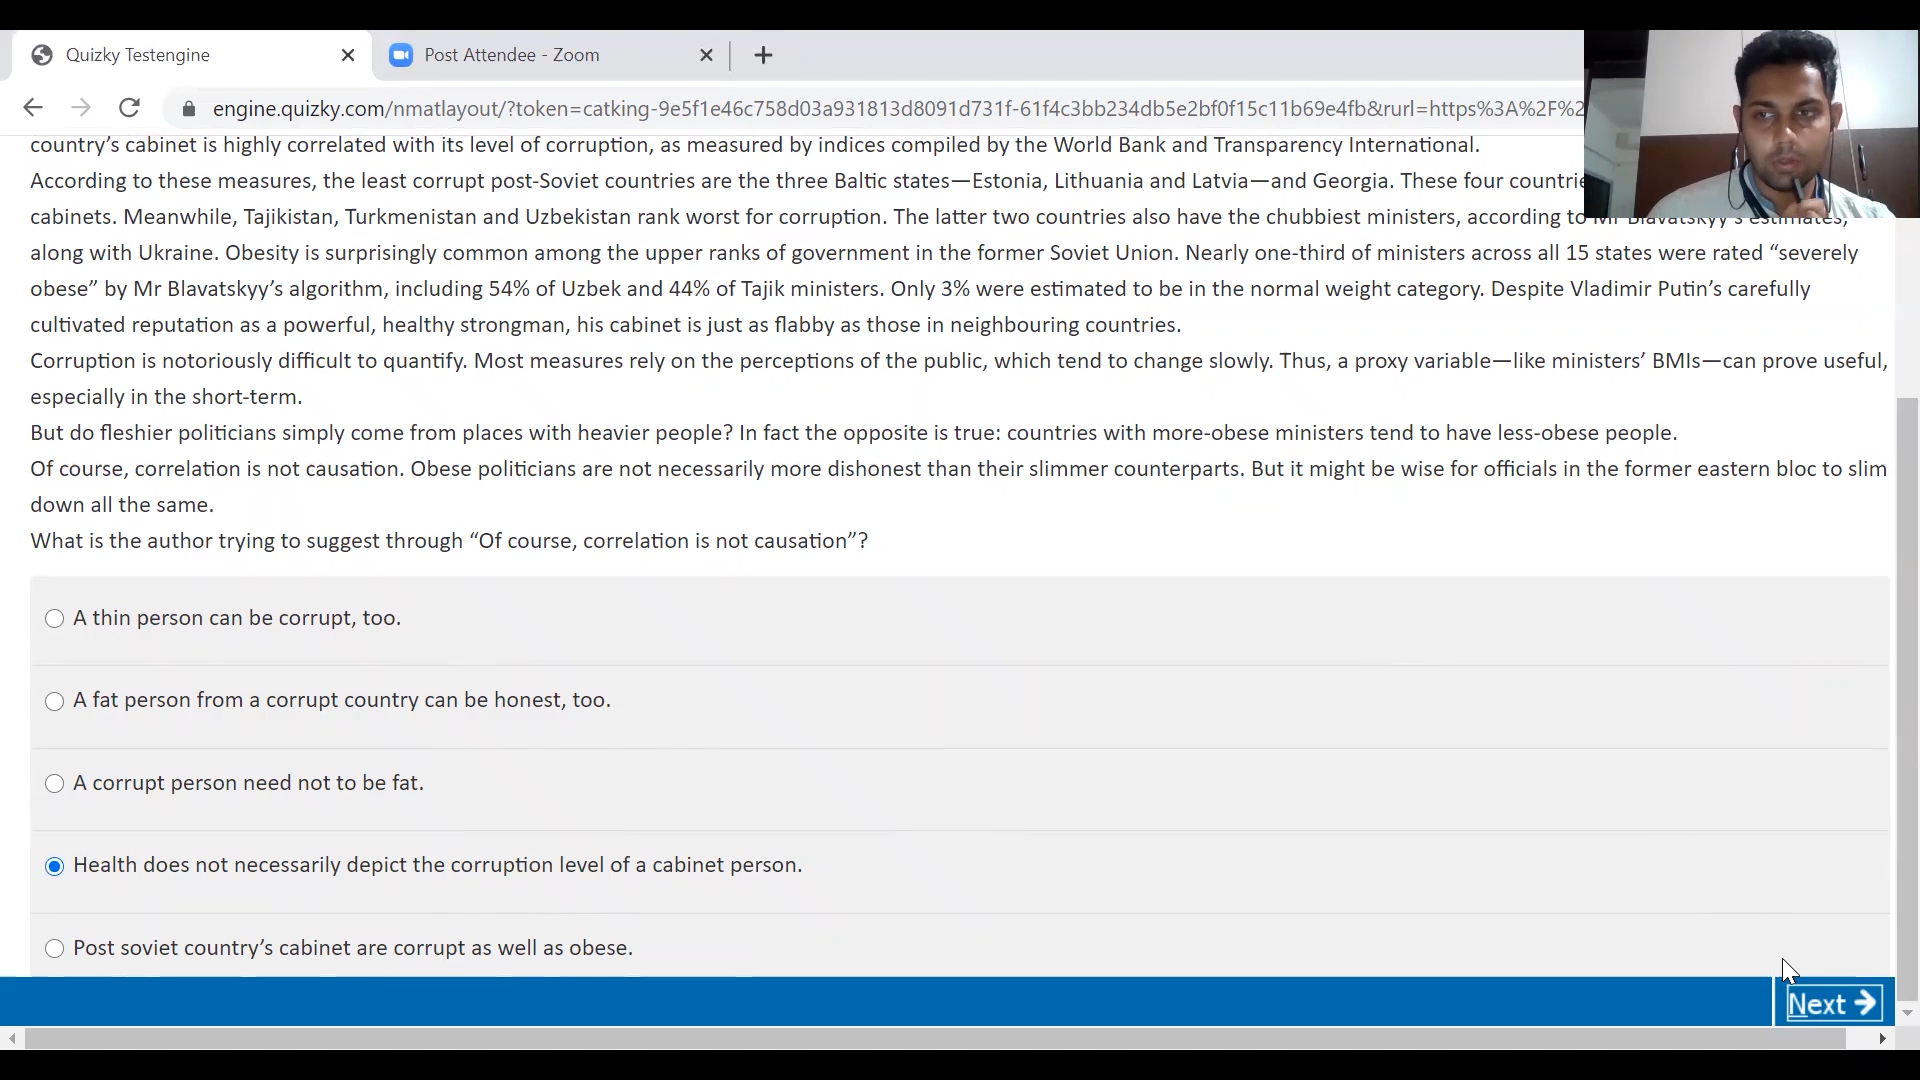 Quizky Testengine
Post Attendee - Zoom
engine.quizky.com/nmatlayout/?token=catking-9e5f1e46c758d03a931813d8091d731f-61f4c3bb234db5e2bf0f15c11b69e4fb&rurl=https%3A%2F%2
country’s cabinet is highly correlated with its level of corruption, as measured by indices compiled by the World Bank and Transparency International.
According to these measures, the least corrupt post-Soviet countries are the three Baltic states—Estonia, Lithuania and Latvia—and Georgia. These four
cabinets. Meanwhile, Tajikistan, Turkmenistan and Uzbekistan rank worst for corruption. The latter two countries also have the chubbiest ministers, according to Mr Blavatskyy’s estimates,
along with Ukraine. Obesity is surprisingly common among the upper ranks of government in the former Soviet Union. Nearly one-third of ministers across all 15 states were rated “severely
obese” by Mr Blavatskyy’s algorithm, including 54% of Uzbek and 44% of Tajik ministers. Only 3% were estimated to be in the normal weight category. Despite Vladimir Putin’s carefully
cultivated reputation as a powerful, healthy strongman, his cabinet is just as flabby as those in neighbouring countries.
Corruption is notoriously difficult to quantify. Most measures rely on the perceptions of the public, which tend to change slowly. Thus, a proxy variable—like ministers’ BMIs—can prove useful,
especially in the short-term.
But do fleshier politicians simply come from places with heavier people? In fact the opposite is true: countries with more-obese ministers tend to have less-obese people.
Of course, correlation is not causation. Obese politicians are not necessarily more dishonest than their slimmer counterparts. But it might be wise for officials in the former eastern bloc to slim
down all the same.
What is the author trying to suggest through “Of course, correlation is not causation”?
A thin person can be corrupt, too.
A fat person from a corrupt country can be honest, too.
A corrupt person need not to be fat.
Health does not necessarily depict the corruption level of a cabinet person.
Post soviet country’s cabinet are corrupt as well as obese.
Next